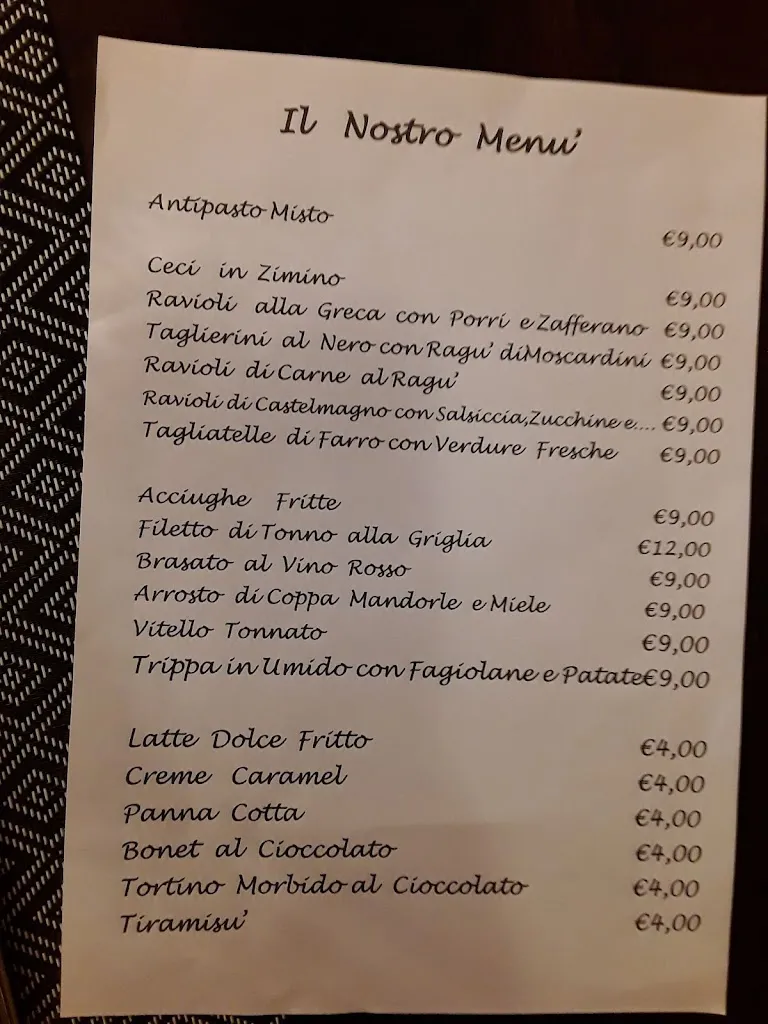 Il Nostro Menu'
Antipasto Misto €9,00
Ceci in Zimino €9,00
Ravioli alla Greca con Porri e Zafferano €9,00
Taglierini al Nero con Ragu' di Moscardini €9,00
Ravioli di Carne al Ragu' €9,00
Ravioli di Castelmagno con Salsiccia,Zucchine e.... €9,00
Tagliatelle di Farro con Verdure Fresche €9,00
Acciughe Fritte €9,00
Filetto di Tonno alla Griglia €12,00
Brasato al Vino Rosso €9,00
Arrosto di Coppa Mandorle e Miele €9,00
Vitello Tonnato €9,00
Trippa in Umido con Fagiolane e Patate€9,00
Latte Dolce Fritto €4,00
Creme Caramel €4,00
Panna Cotta €4,00
Bonet al Cioccolato €4,00
Tortino Morbido al Cioccolato €4,00
Tiramisu' €4,00